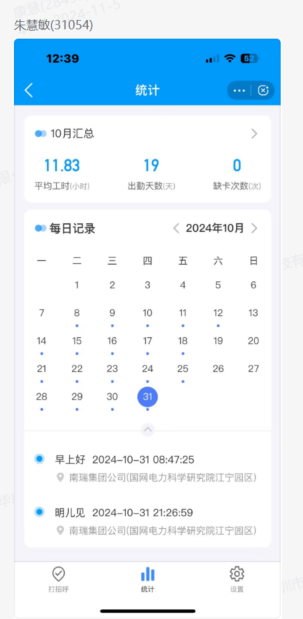 朱慧敏(31054)
12:39
统计
10月汇总
11.83 19 0
平均工时(小时) 出勤天数(天) 缺卡次数(次)
每日记录 2024年10月
一 二 三 四 五 六 日
1 2 3 4 5 6
7 8 9 10 11 12 13
14 15 16 17 18 19 20
21 22 23 24 25 26 27
28 29 30 31
早上好 2024-10-31 08:47:25
南瑞集团公司(国网电力科学研究院江宁园区)
明儿见 2024-10-31 21:26:59
南瑞集团公司(国网电力科学研究院江宁园区)
打招呼 统计 设置